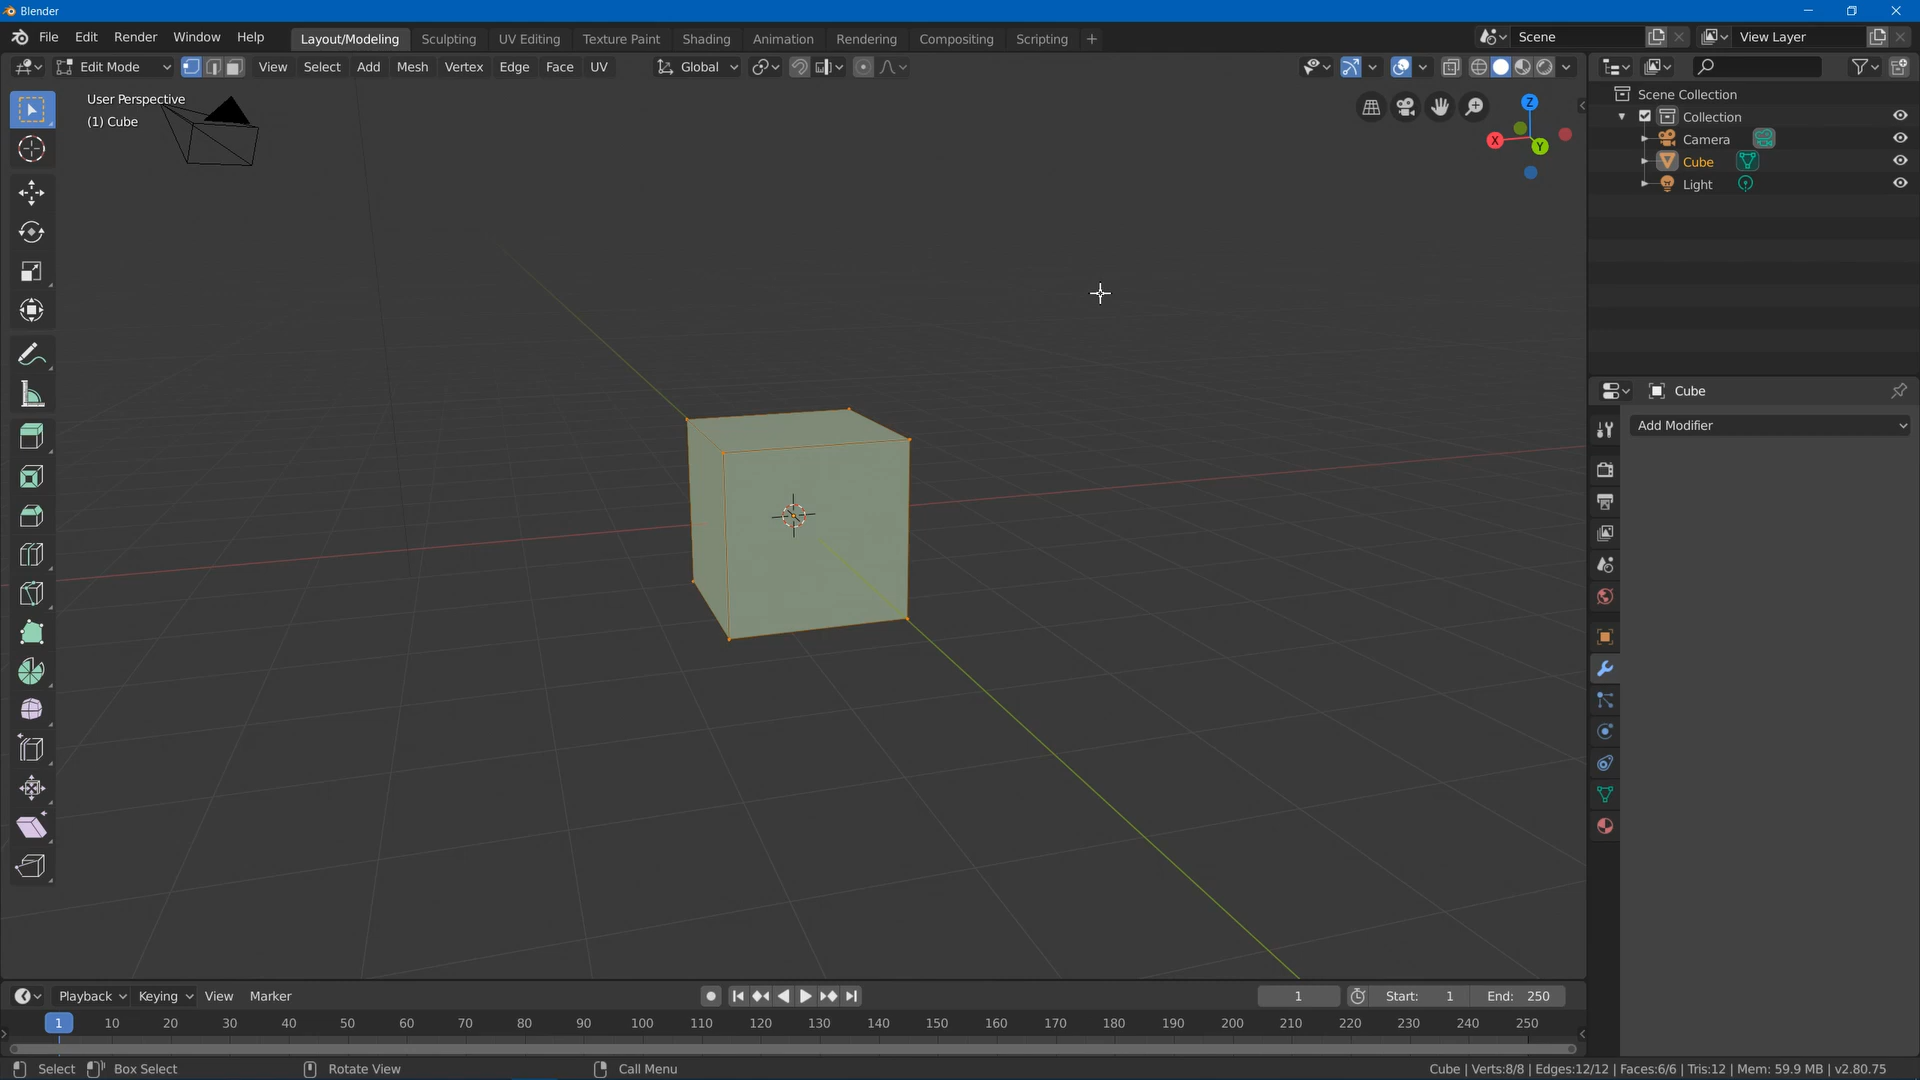 Blender
File Edit Render Window Help Layout/Modeling Sculpting UV Editing Texture Paint Shading Animation Rendering Compositing Scripting + Scene View Layer
Edit Mode View Select Add Mesh Vertex Edge Face UV Global
User Perspective
(1) Cube
Z
X
Y
Scene Collection
Collection
Camera
Cube
Light
Cube
Add Modifier
Playback Keying View Marker 1 Start: 1 End: 250
1 10 20 30 40 50 60 70 80 90 100 110 120 130 140 150 160 170 180 190 200 210 220 230 240 250
Select Box Select Rotate View Call Menu Cube | Verts:8/8 | Edges:12/12 | Faces:6/6 | Tris:12 | Mem: 59.9 MB | v2.80.75